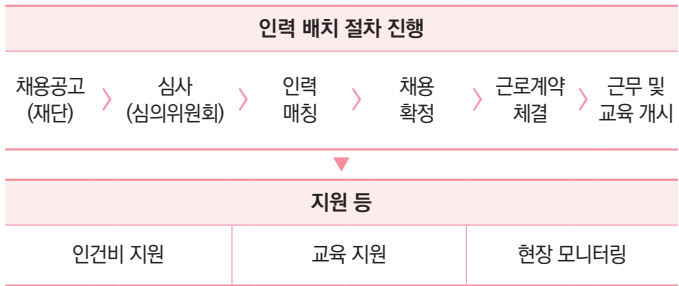 인력 배치 절차 진행
채용공고 〉 심사 〉 인력 〉 채용 〉 근로계약 〉 근무 및
(재단) (심의위원회) 매칭 확정 체결 교육 개시
▼
지원 등
인건비 지원 교육 지원 현장 모니터링